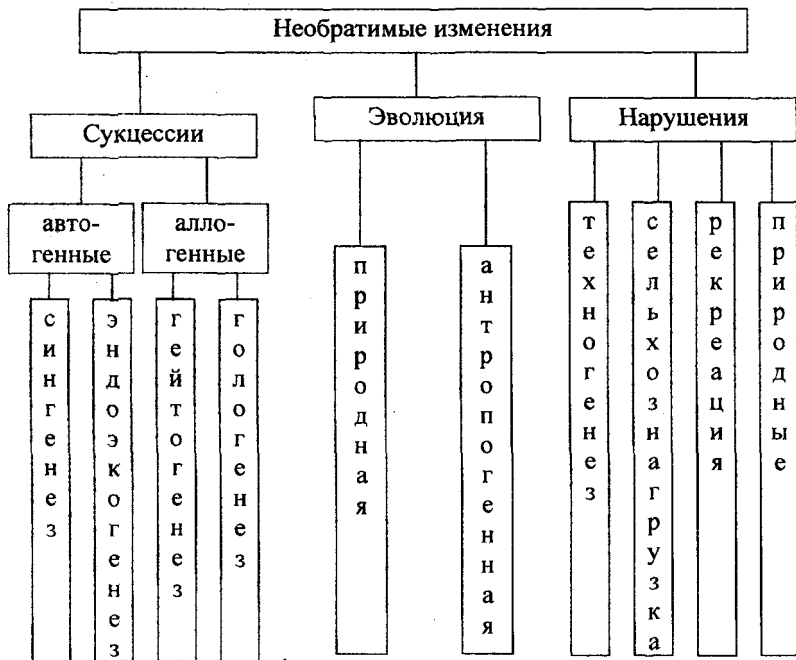 Необратимые изменения
Сукцессии
Эволюция
Нарушения
авто-
генные
алло-
генные
сингенез
эндоэкогенез
гейтогенез
гологенез
природная
антропогенная
техногенез
сельхознагрузка
рекреация
природные